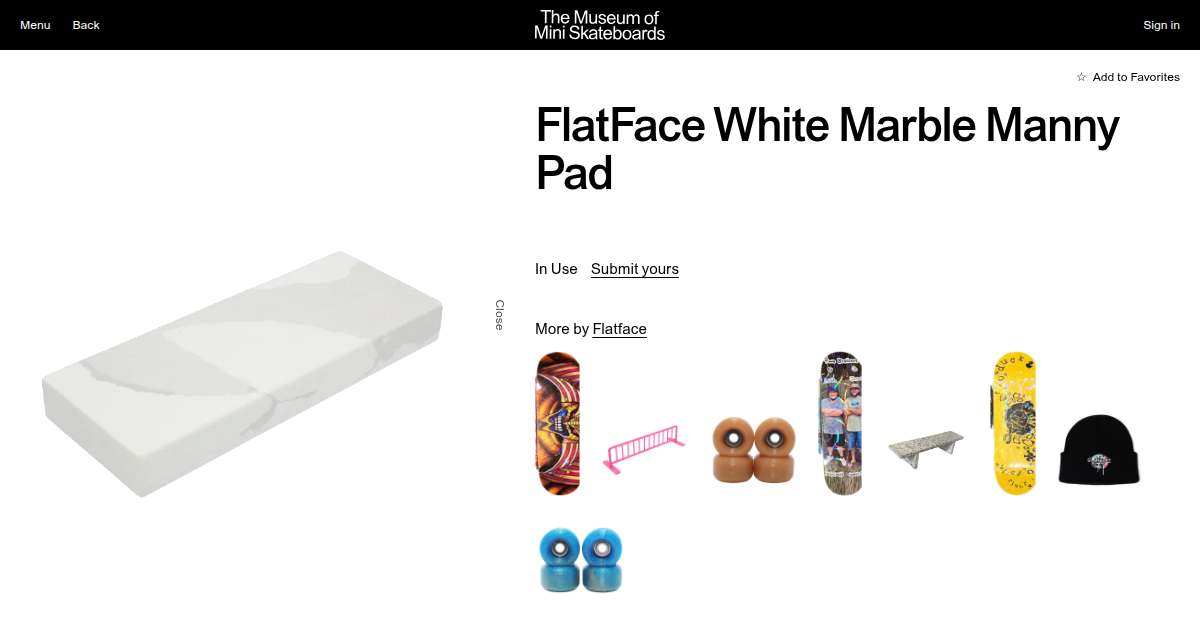 Menu
Back
The Museum of
Mini Skateboards
Sign in
☆ Add to Favorites
FlatFace White Marble Manny
Pad
In Use
Submit yours
Close
More by Flatface